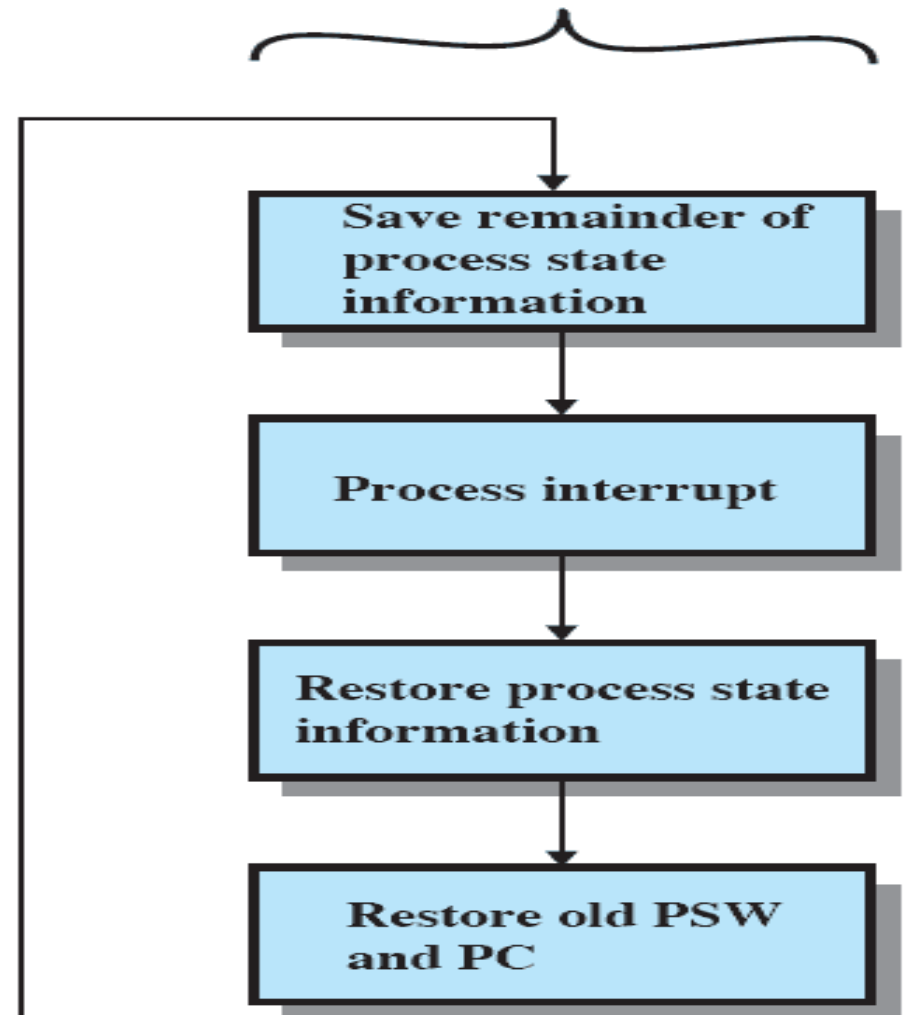 Save remainder of
process state
information
Process interrupt
Restore process state
information
Restore old PSW
and PC